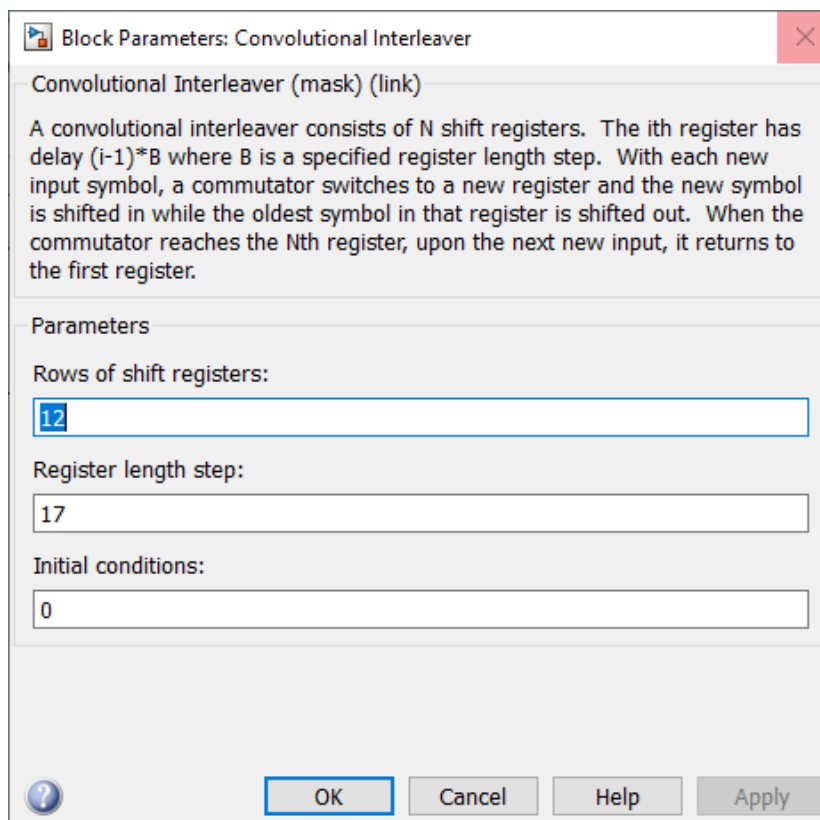 Block Parameters: Convolutional Interleaver
Convolutional Interleaver (mask) (link)
A convolutional interleaver consists of N shift registers.  The ith register has
delay (i-1)*B where B is a specified register length step.  With each new
input symbol, a commutator switches to a new register and the new symbol
is shifted in while the oldest symbol in that register is shifted out.  When the
commutator reaches the Nth register, upon the next new input, it returns to
the first register.
Parameters
Rows of shift registers:
12
Register length step:
17
Initial conditions:
0
? OK Cancel Help Apply